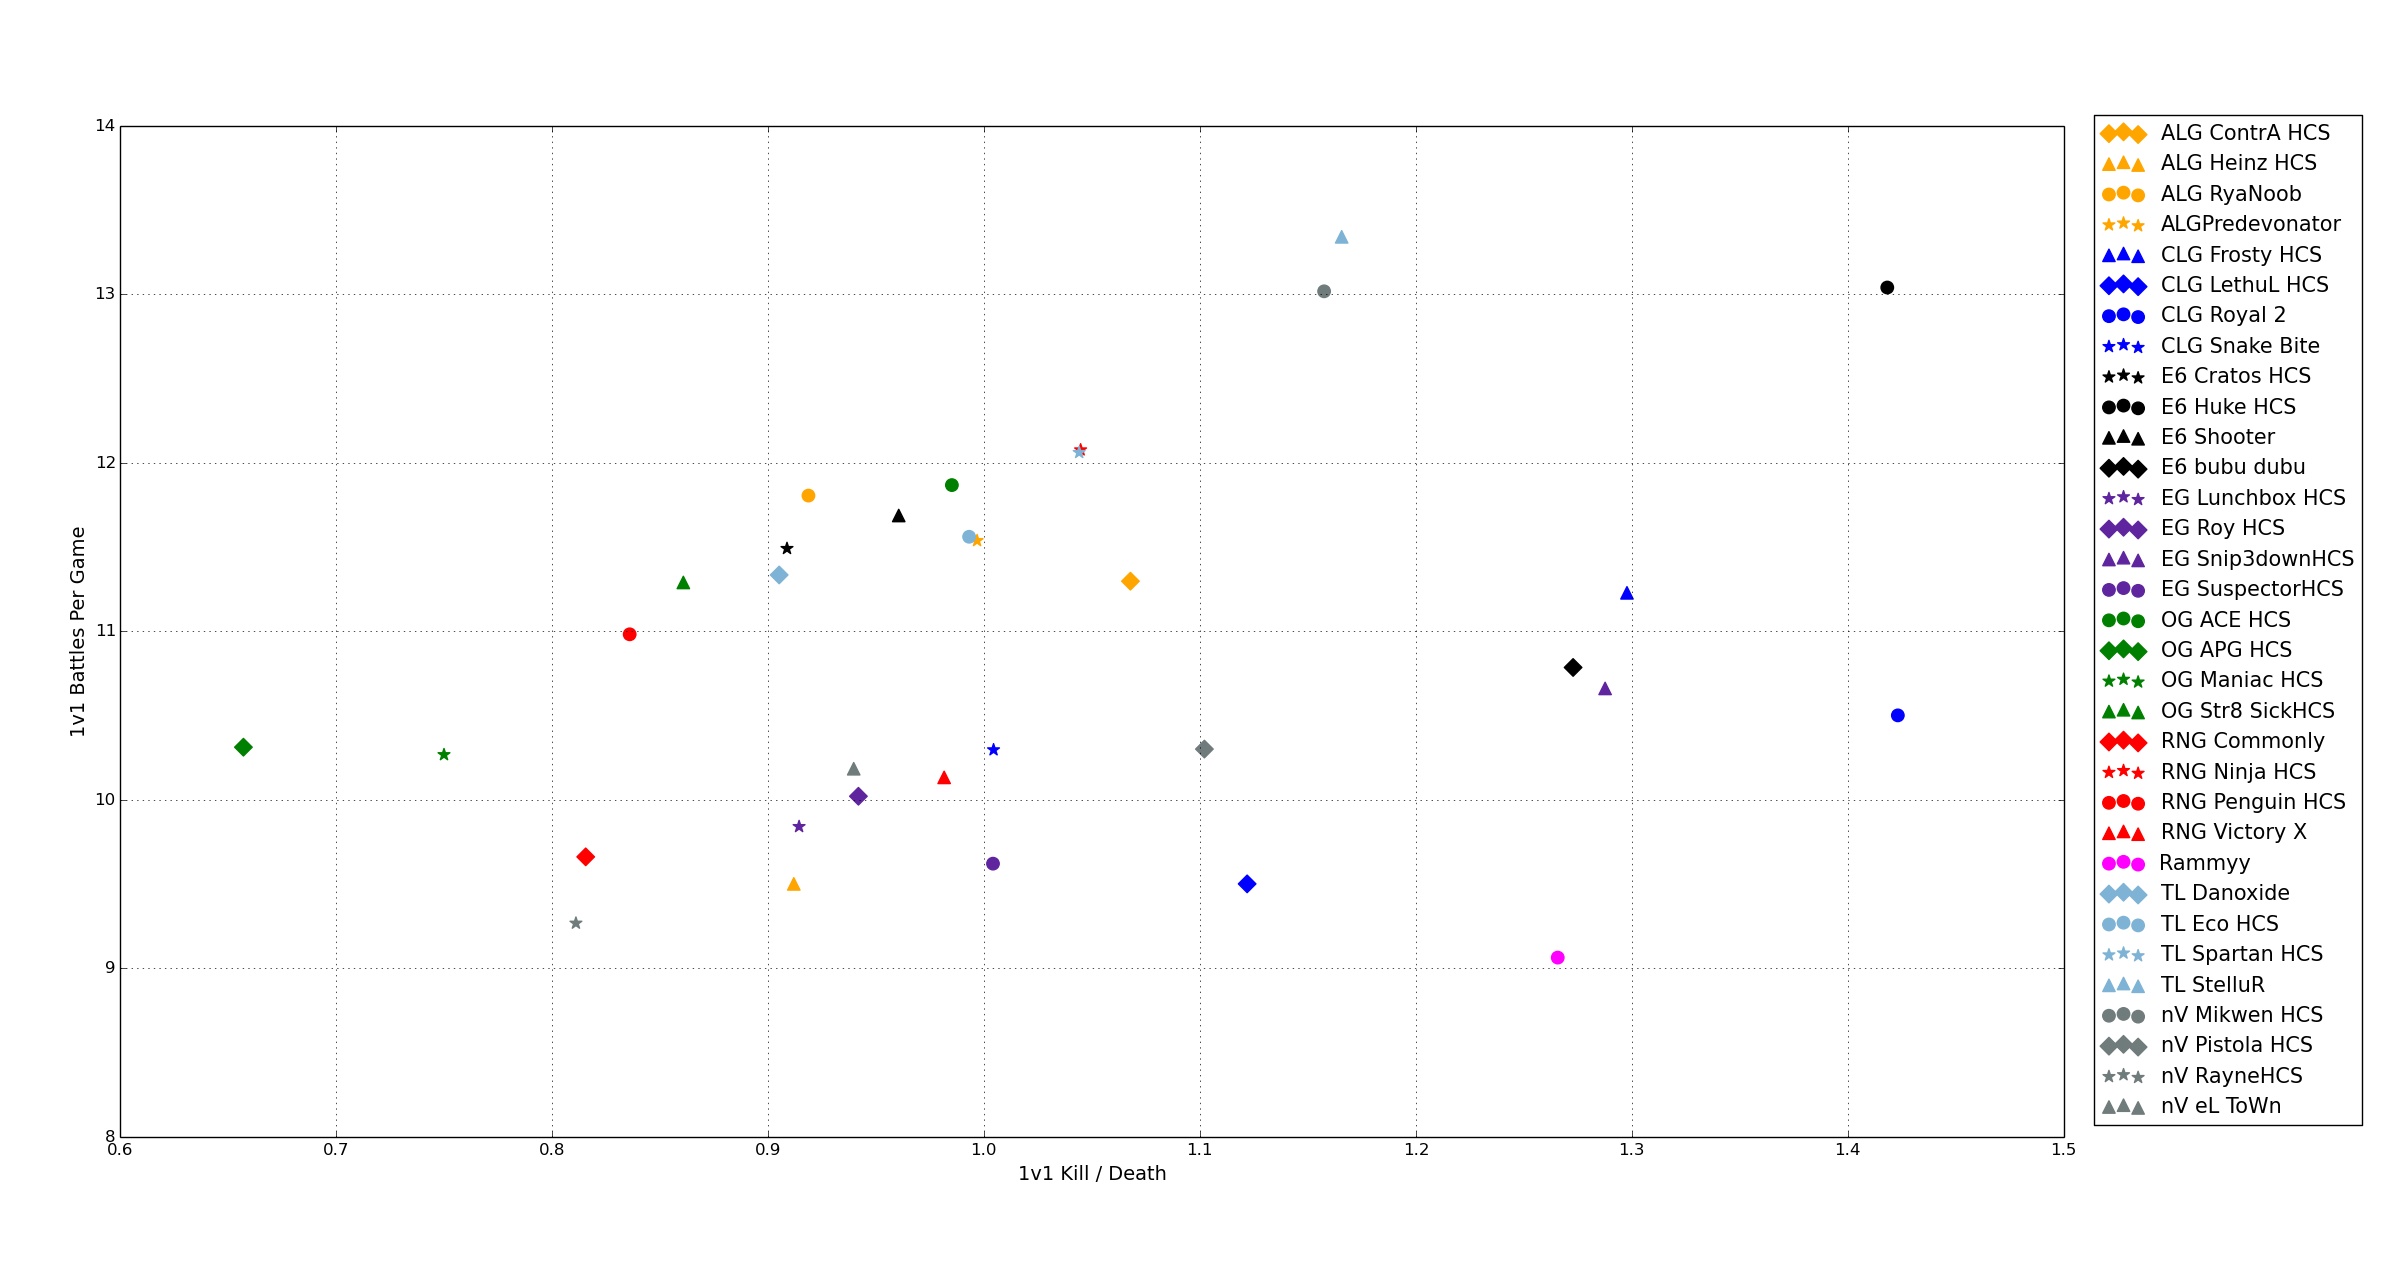 14
13
12
11
10
9
8
1v1 Battles Per Game
0.6 0.7 0.8 0.9 1.0 1.1 1.2 1.3 1.4 1.5
1v1 Kill / Death
ALG ContrA HCS
ALG Heinz HCS
ALG RyaNoob
ALGPredevonator
CLG Frosty HCS
CLG LethuL HCS
CLG Royal 2
CLG Snake Bite
E6 Cratos HCS
E6 Huke HCS
E6 Shooter
E6 bubu dubu
EG Lunchbox HCS
EG Roy HCS
EG Snip3downHCS
EG SuspectorHCS
OG ACE HCS
OG APG HCS
OG Maniac HCS
OG Str8 SickHCS
RNG Commonly
RNG Ninja HCS
RNG Penguin HCS
RNG Victory X
Rammyy
TL Danoxide
TL Eco HCS
TL Spartan HCS
TL StelluR
nV Mikwen HCS
nV Pistola HCS
nV RayneHCS
nV eL ToWn